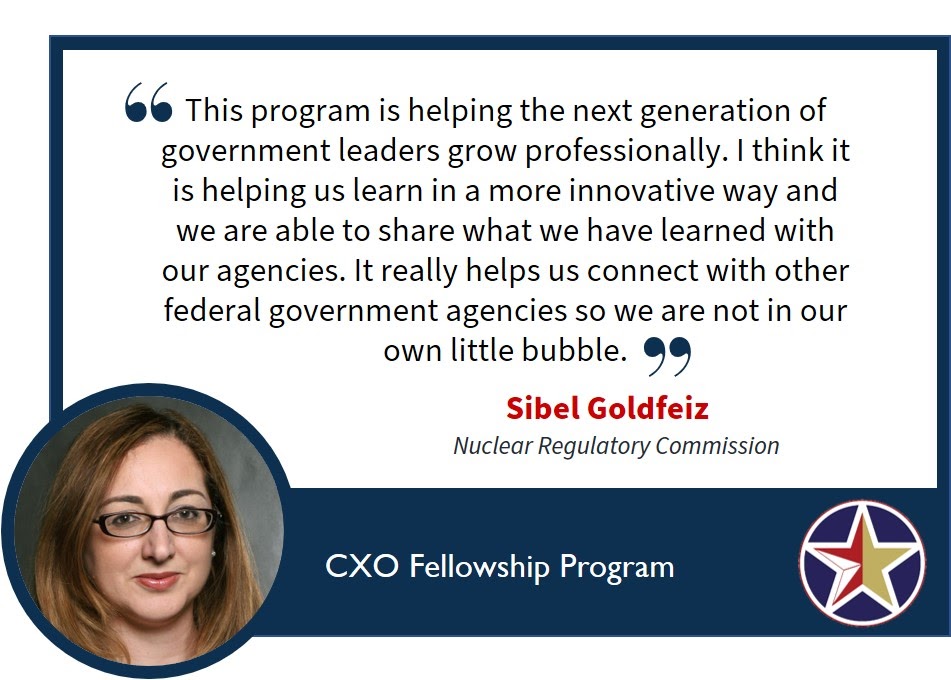 “ This program is helping the next generation of
government leaders grow professionally. I think it
is helping us learn in a more innovative way and
we are able to share what we have learned with
our agencies. It really helps us connect with other
federal government agencies so we are not in our
own little bubble. ”
Sibel Goldfeiz
Nuclear Regulatory Commission
CXO Fellowship Program